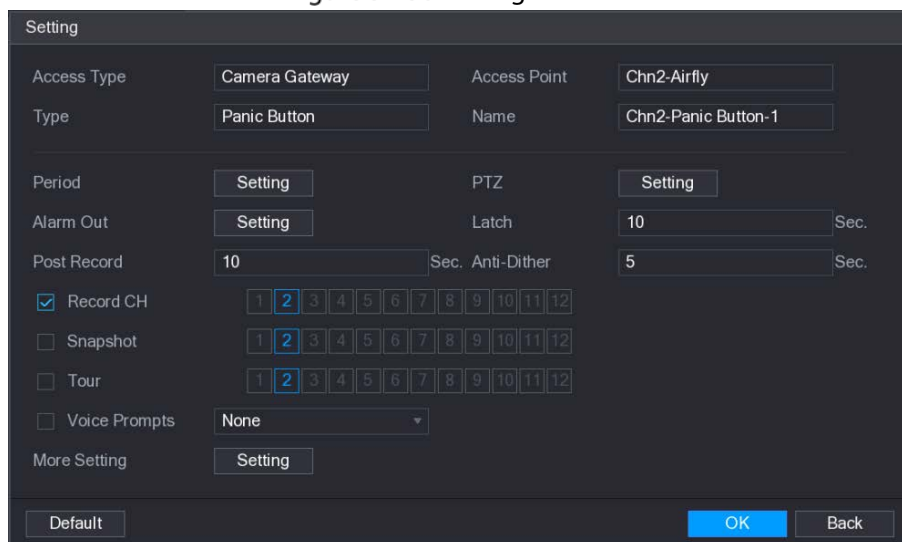 Setting
Access Type Camera Gateway Access Point Chn2-Airfly
Type Panic Button Name Chn2-Panic Button-1
Period Setting PTZ Setting
Alarm Out Setting Latch 10 Sec.
Post Record 10 Sec. Anti-Dither 5 Sec.
Record CH 1 2 3 4 5 6 7 8 9 10 11 12
Snapshot 1 2 3 4 5 6 7 8 9 10 11 12
Tour 1 2 3 4 5 6 7 8 9 10 11 12
Voice Prompts None
More Setting Setting
Default OK Back